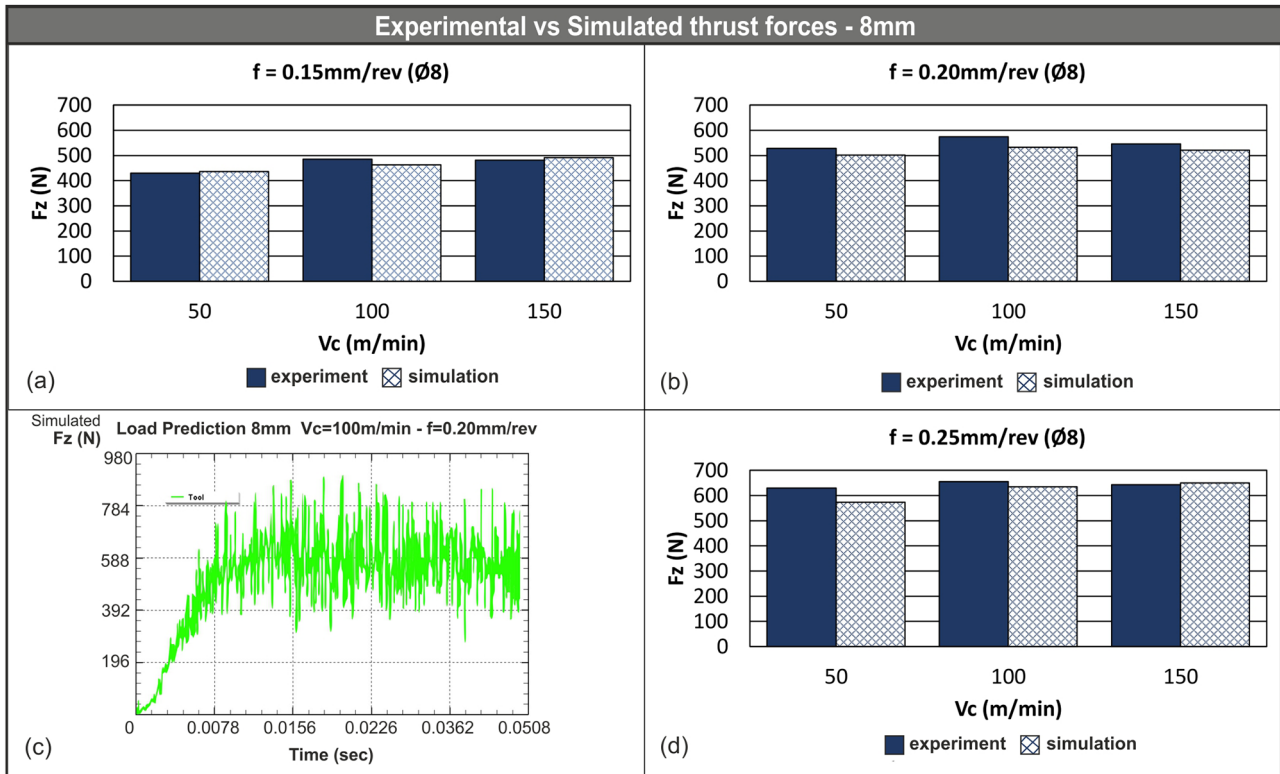 Experimental vs Simulated thrust forces - 8mm
f = 0.15mm/rev (Ø8)
700
600
500
400
300
200
100
0
Fz (N)
50 100 150
Vc (m/min)
experiment simulation
(a)
f = 0.20mm/rev (Ø8)
700
600
500
400
300
200
100
0
Fz (N)
50 100 150
Vc (m/min)
experiment simulation
(b)
Simulated
Fz (N)
Load Prediction 8mm Vc=100m/min - f=0.20mm/rev
980
Tool
784
588
392
196
0 0.0078 0.0156 0.0226 0.0362 0.0508
Time (sec)
(c)
f = 0.25mm/rev (Ø8)
700
600
500
400
300
200
100
0
Fz (N)
50 100 150
Vc (m/min)
experiment simulation
(d)